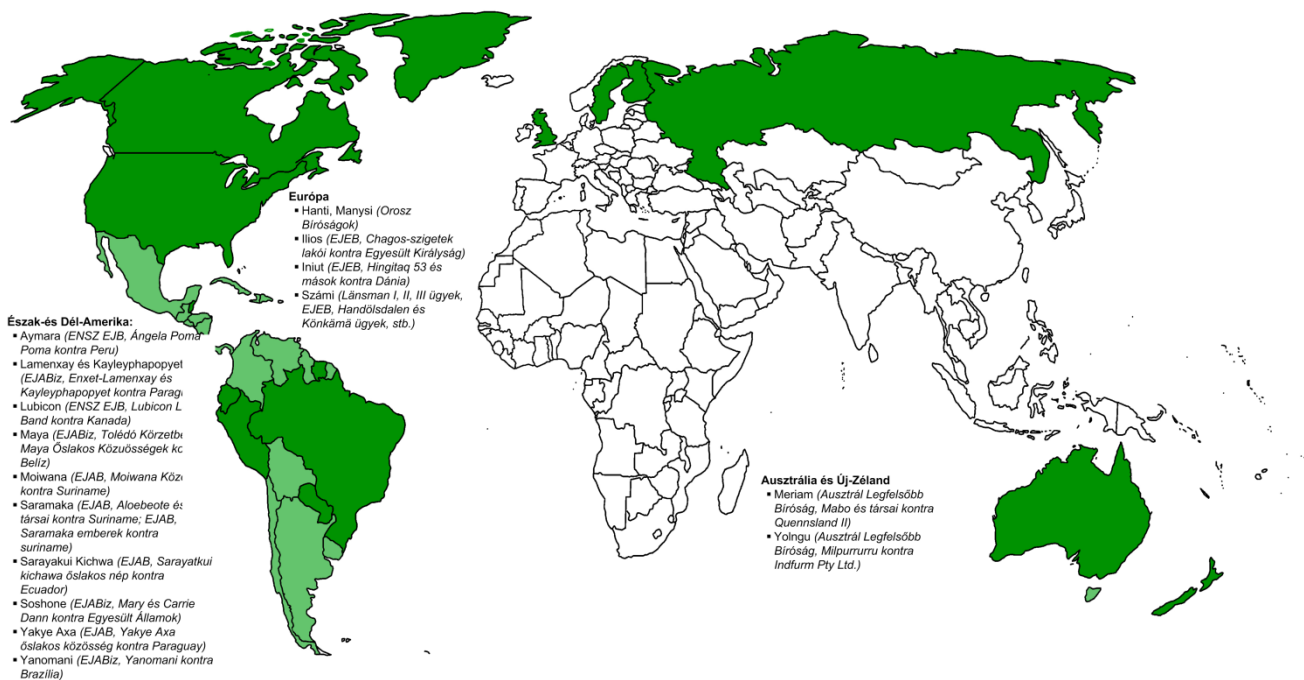 Európa
▪ Hanti, Manysi (Orosz
Bíróságok)
▪ Ilios (EJEB, Chagos-szigetek
lakói kontra Egyesült Királyság)
▪ Iniut (EJEB, Hingitaq 53 és
mások kontra Dánia)
▪ Számi (Länsman I, II, III ügyek,
EJEB, Handölsdalen és
Könkämä ügyek, stb.)
Észak-és Dél-Amerika:
▪ Aymara (ENSZ EJB, Ángela Poma
Poma kontra Peru)
▪ Lamenxay és Kayleyphapopyet
(EJABiz, Enxet-Lamenxay és
Kayleyphapopyet kontra
▪ Lubicon (ENSZ EJB, Lubicon L
Band kontra Kanada)
▪ Maya (EJABiz, Tolédó
Maya Őslakos Közuösségek
Belíz)
▪ Moiwana (EJAB, Moiwana
kontra Suriname)
▪ Saramaka (EJAB, Aloebeote
társai kontra Suriname; EJAB,
Saramaka emberek kontra
suriname)
▪ Sarayakui Kichwa (EJAB, Sarayatkui
kichawa őslakos nép kontra
Ecuador)
▪ Soshone (EJABiz, Mary és Carrie
Dann kontra Egyesült Államok)
▪ Yakye Axa (EJAB, Yakye Axa
őslakos közösség kontra Paraguay)
▪ Yanomani (EJABiz, Yanomani kontra
Brazília)
Ausztrália és Új-Zéland
▪ Meriam (Ausztrál Legfelsőbb
Bíróság, Mabo és társai kontra
Quennsland II)
▪ Yolngu (Ausztrál Legfelsőbb
Bíróság, Milpurrurru kontra
Indfurm Pty Ltd.)